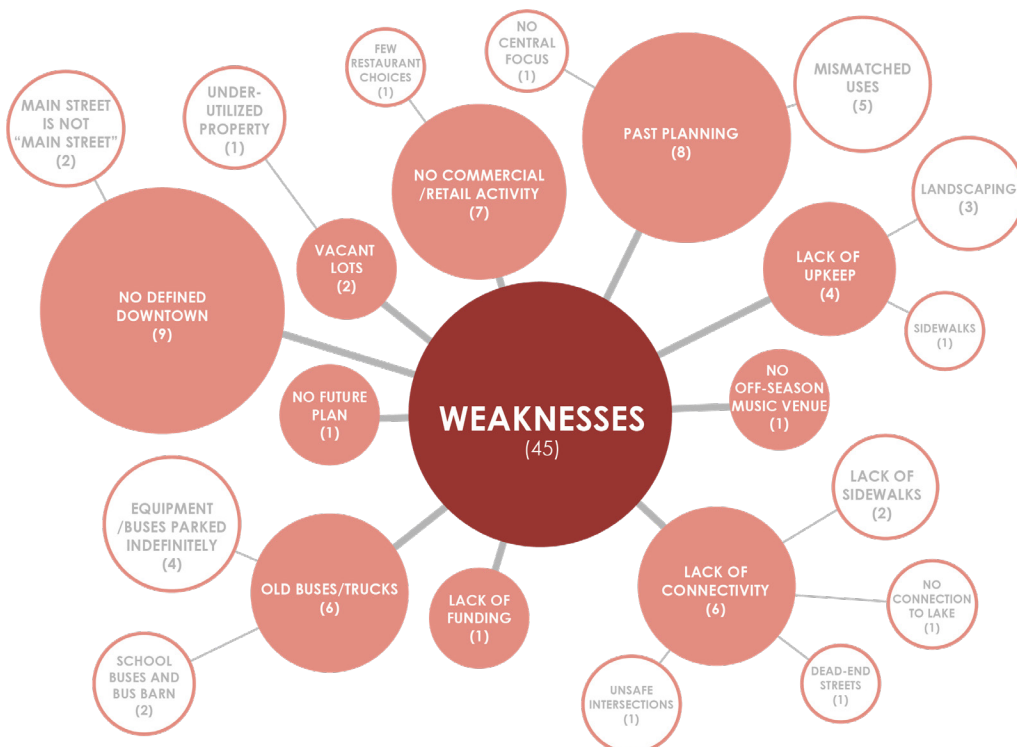 NO
CENTRAL
FOCUS
(1)
FEW
RESTAURANT
CHOICES
(1)
MISMATCHED
USES
(5)
UNDER-
UTILIZED
PROPERTY
(1)
MAIN STREET
IS NOT
“MAIN STREET”
(2)
PAST PLANNING
(8)
NO COMMERCIAL
/RETAIL ACTIVITY
(7)
LANDSCAPING
(3)
VACANT
LOTS
(2)
LACK OF
UPKEEP
(4)
NO DEFINED
DOWNTOWN
(9)
SIDEWALKS
(1)
NO FUTURE
PLAN
(1)
NO
OFF-SEASON
MUSIC VENUE
(1)
WEAKNESSES
(45)
LACK OF
SIDEWALKS
(2)
EQUIPMENT
/BUSES PARKED
INDEFINITELY
(4)
OLD BUSES/TRUCKS
(6)
LACK OF
FUNDING
(1)
LACK OF
CONNECTIVITY
(6)
NO
CONNECTION
TO LAKE
(1)
SCHOOL
BUSES AND
BUS BARN
(2)
UNSAFE
INTERSECTIONS
(1)
DEAD-END
STREETS
(1)